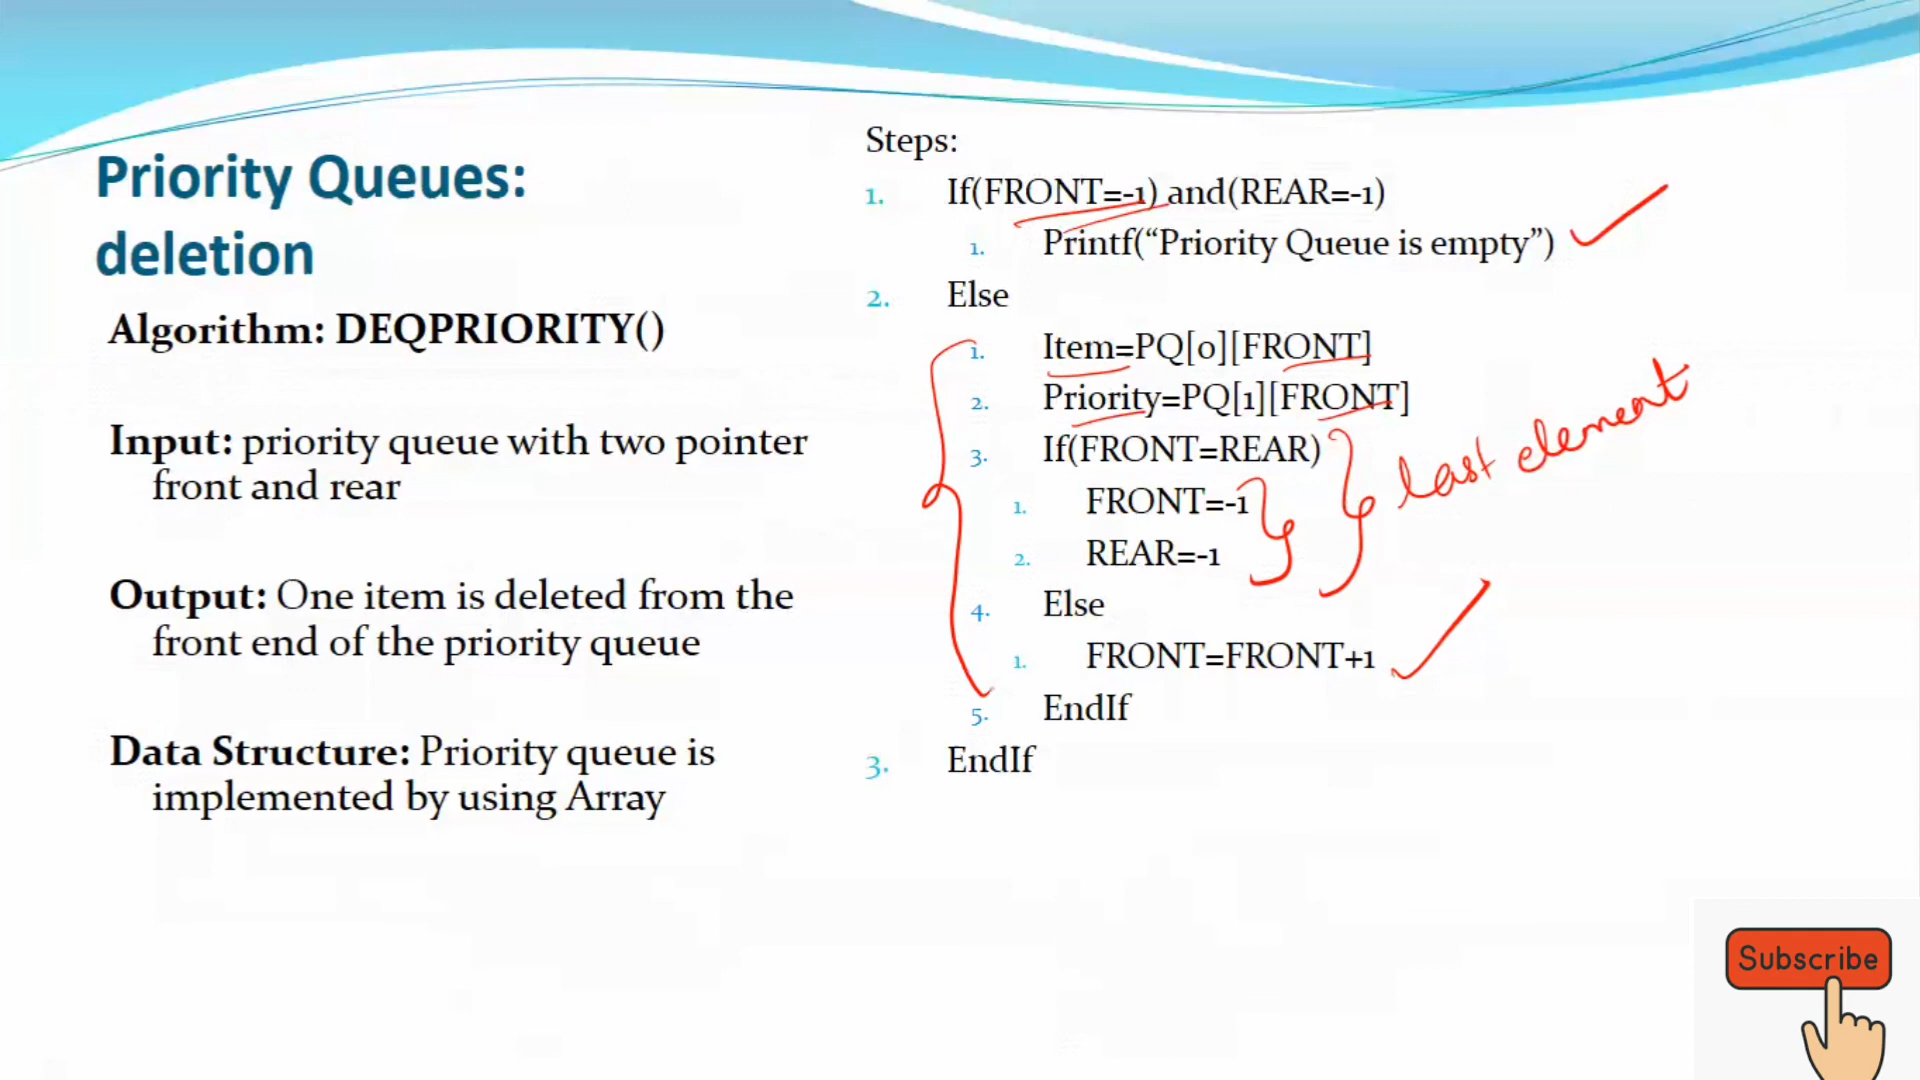 Priority Queues:
deletion
Algorithm: DEQPRIORITY()
Input: priority queue with two pointer
front and rear
Output: One item is deleted from the
front end of the priority queue
Data Structure: Priority queue is
implemented by using Array
Steps:
1. If(FRONT=-1) and(REAR=-1)
1. Printf(“Priority Queue is empty”)
2. Else
1. Item=PQ[0][FRONT]
2. Priority=PQ[1][FRONT]
3. If(FRONT=REAR)
1. FRONT=-1
2. REAR=-1
4. Else
1. FRONT=FRONT+1
5. EndIf
3. EndIf
last element
Subscribe